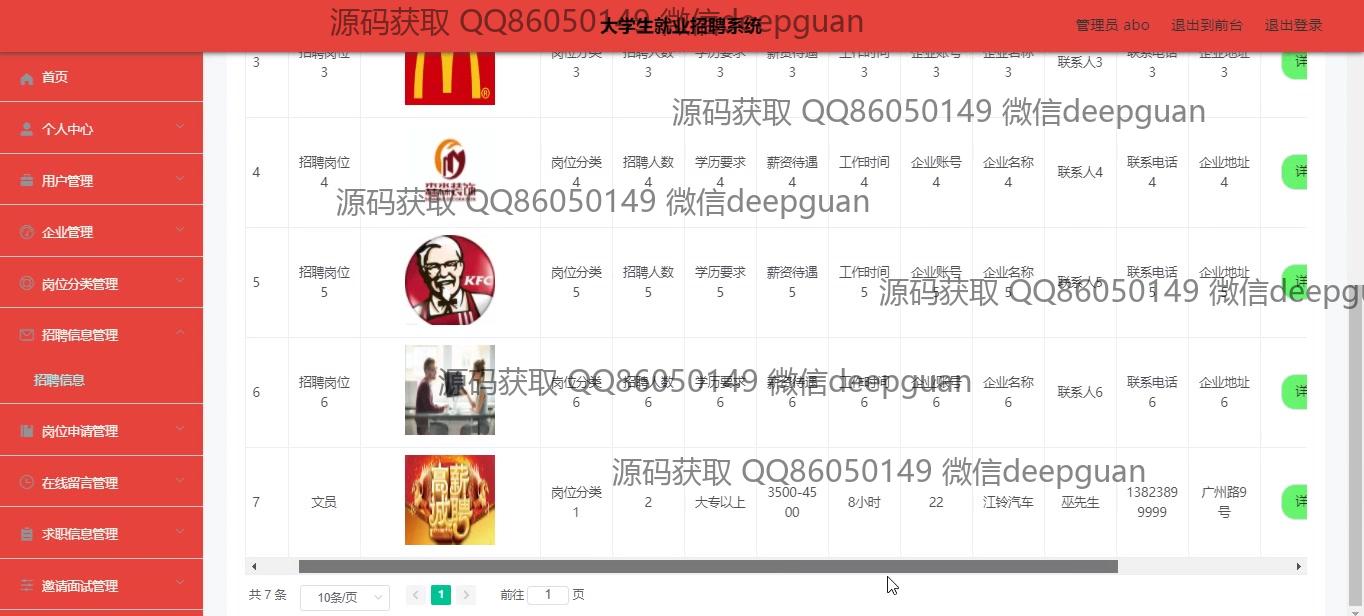 源码获取 QQ86050149 微信deepguan
大学生就业招聘系统
管理员 abo 退出到前台 退出登录
首页
个人中心
用户管理
企业管理
岗位分类管理
招聘信息管理
招聘信息
岗位申请管理
在线留言管理
求职信息管理
邀请面试管理
3 招聘岗位3 岗位分类3 招聘人数3 学历要求3 薪资待遇3 工作时间3 企业账号3 企业名称3 联系人3 联系电话3 企业地址3 详
源码获取 QQ86050149 微信deepguan
4 招聘岗位4 岗位分类4 招聘人数4 学历要求4 薪资待遇4 工作时间4 企业账号4 企业名称4 联系人4 联系电话4 企业地址4 详
源码获取 QQ86050149 微信deepguan
5 招聘岗位5 KFC 岗位分类5 招聘人数5 学历要求5 薪资待遇5 工作时间5 企业账号5 企业名称5 联系人5 联系电话5 企业地址5 详
源码获取 QQ86050149 微信deepgu
6 招聘岗位6 岗位分类6 招聘人数6 学历要求6 薪资待遇6 工作时间6 企业账号6 企业名称6 联系人6 联系电话6 企业地址6 详
源码获取 QQ86050149 微信deepguan
源码获取 QQ86050149 微信deepguan
7 文员 高薪诚聘 岗位分类1 2 大专以上 3500-4500 8小时 22 江铃汽车 巫先生 13823899999 广州路9号 详
共 7 条 10条/页 1 前往 1 页